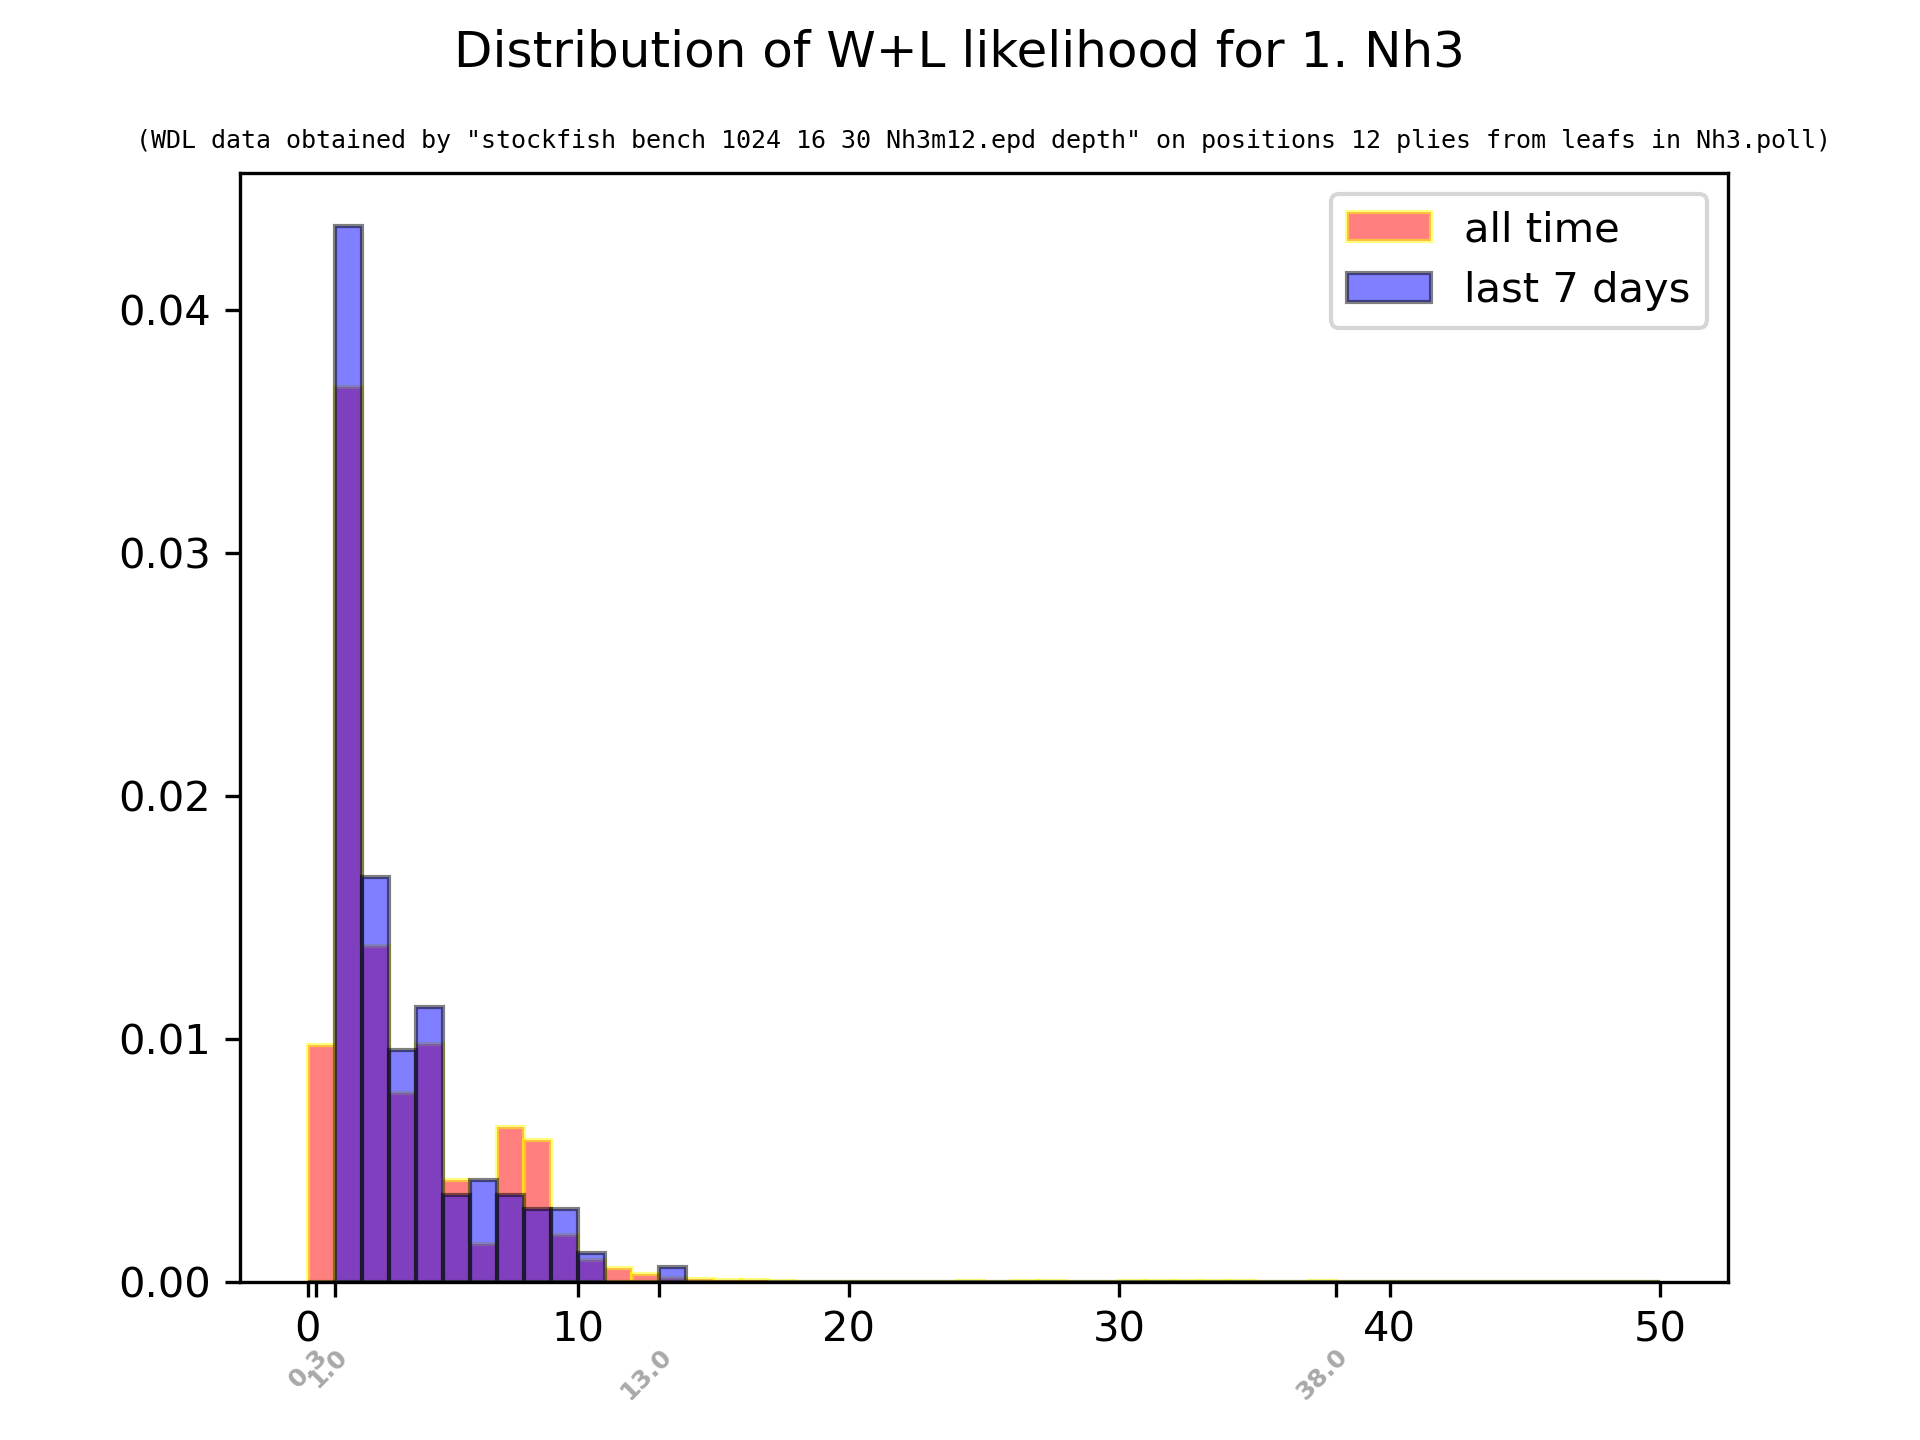 Distribution of W+L likelihood for 1. Nh3
(WDL data obtained by "stockfish bench 1024 16 30 Nh3m12.epd depth" on positions 12 plies from leafs in Nh3.poll)
all time
last 7 days
0.04
0.03
0.02
0.01
0.00
0 10 20 30 40 50
0.3 1.0 13.0 38.0